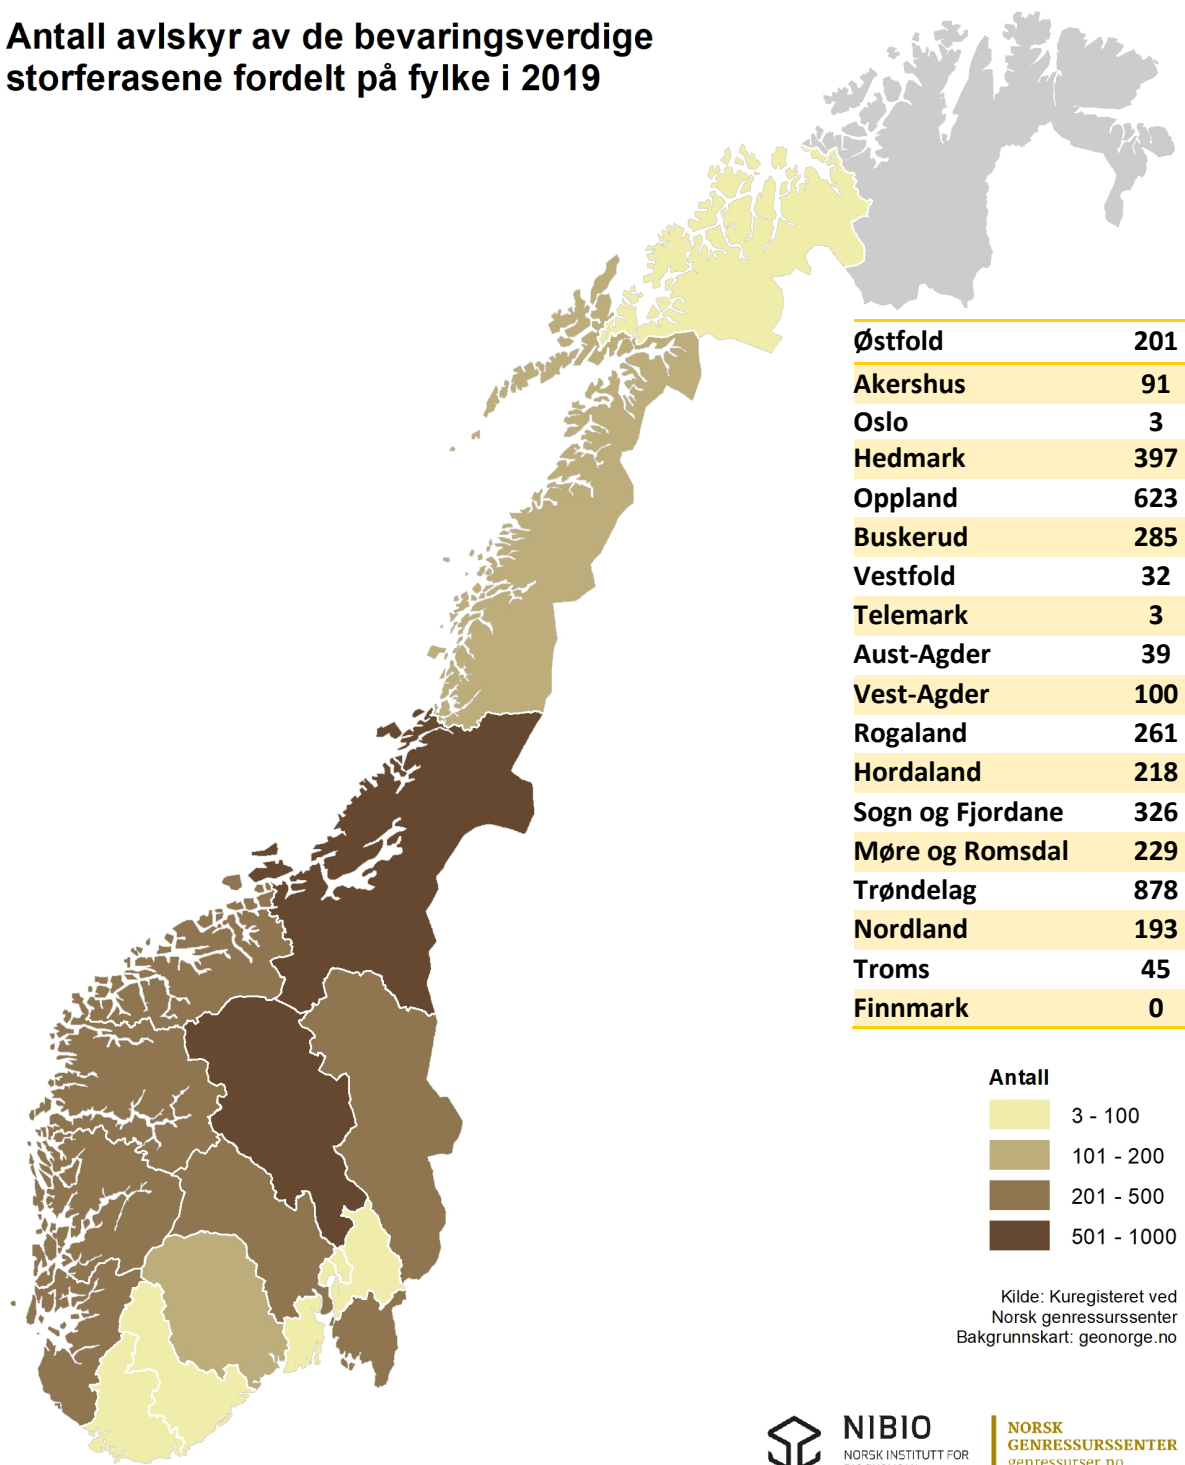 Antall avlskyr av de bevaringsverdige
storferasene fordelt på fylke i 2019
Østfold 201
Akershus 91
Oslo 3
Hedmark 397
Oppland 623
Buskerud 285
Vestfold 32
Telemark 3
Aust-Agder 39
Vest-Agder 100
Rogaland 261
Hordaland 218
Sogn og Fjordane 326
Møre og Romsdal 229
Trøndelag 878
Nordland 193
Troms 45
Finnmark 0
Antall
3 - 100
101 - 200
201 - 500
501 - 1000
Kilde: Kuregisteret ved
Norsk genressurssenter
Bakgrunnskart: geonorge.no
NIBIO
NORSK INSTITUTT FOR
NORSK
GENRESSURSSENTER
genressurser.no